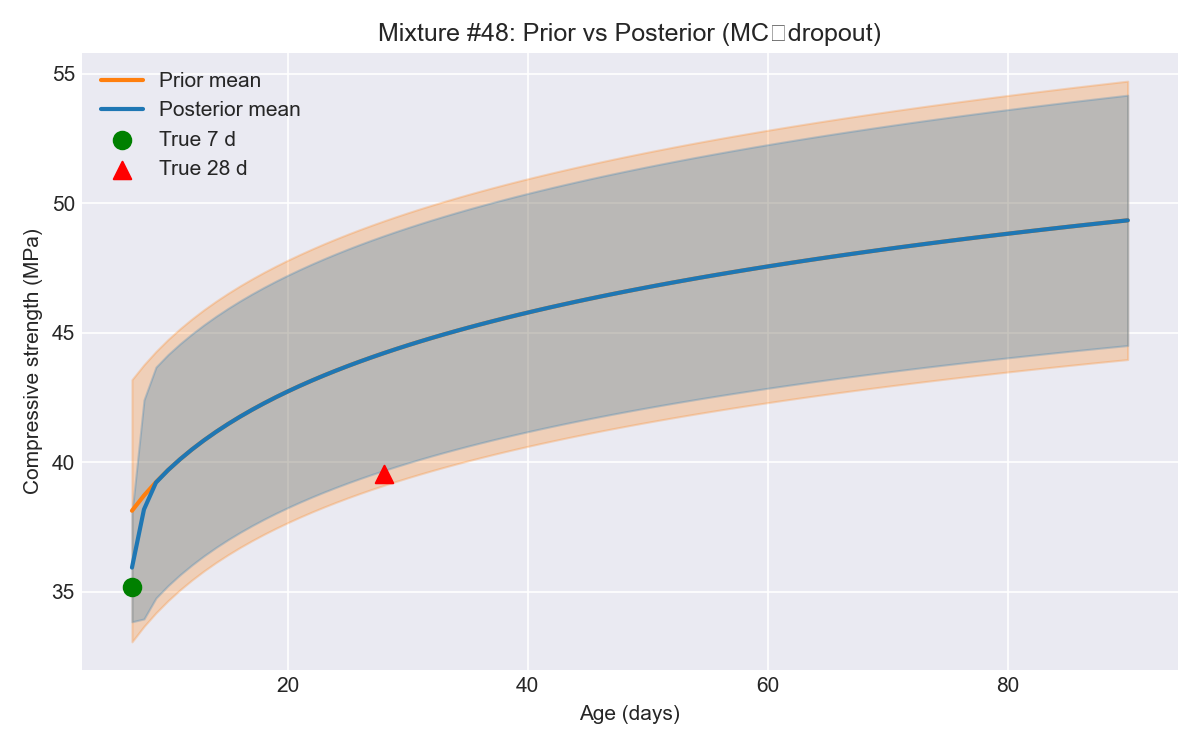 Mixture #48: Prior vs Posterior (MC□dropout)
Prior mean
Posterior mean
True 7 d
True 28 d
55
50
45
40
35
Compressive strength (MPa)
20
40
60
80
Age (days)